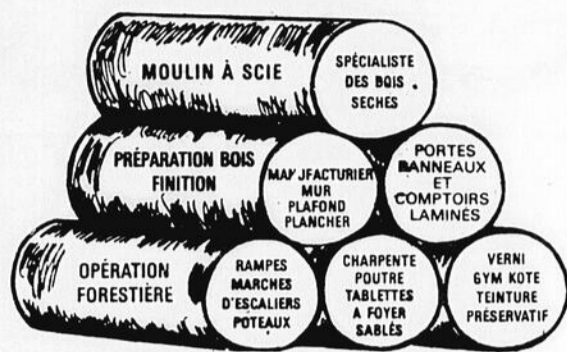 MOULIN À SCIE
SPÉCIALISTE
DES BOIS
SECHES
PRÉPARATION BOIS
FINITION
MANUFACTURIER
MUR
PLAFOND
PLANCHER
PORTES
PANNEAUX
ET
COMPTOIRS
LAMINÉS
OPÉRATION
FORESTIÈRE
RAMPES
MARCHES
D'ESCALIERS
POTEAUX
CHARPENTE
POUTRE
TABLETTES
A FOYER
SABLÉS
VERNI
GYM KOTE
TEINTURE
PRÉSERVATIF